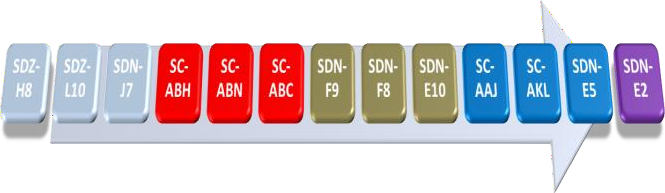 SDZ- SDZ- SDN- SC- SC- SC- SDN- SDN- SDN- SC- SC- SDN- SDN-
H8 L10 J7 ABH ABN ABC F9 F8 E10 AAJ AKL E5 E2